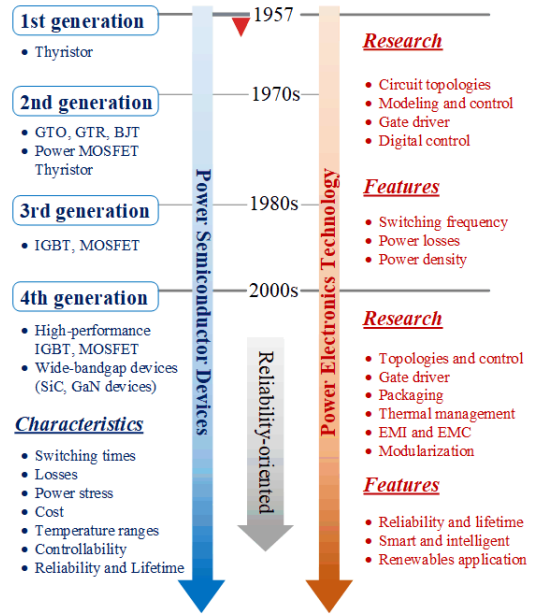 1st generation
Thyristor
2nd generation
GTO, GTR, BJT
Power MOSFET
Thyristor
3rd generation
IGBT, MOSFET
4th generation
High-performance
IGBT, MOSFET
Wide-bandgap devices
(SiC, GaN devices)
Characteristics
Switching times
Losses
Power stress
Cost
Temperature ranges
Controllability
Reliability and Lifetime
Power Semiconductor Devices
1957
1970s
1980s
2000s
Reliability-oriented
Power Electronics Technology
Research
Circuit topologies
Modeling and control
Gate driver
Digital control
Features
Switching frequency
Power losses
Power density
Research
Topologies and control
Gate driver
Packaging
Thermal management
EMI and EMC
Modularization
Features
Reliability and lifetime
Smart and intelligent
Renewables application